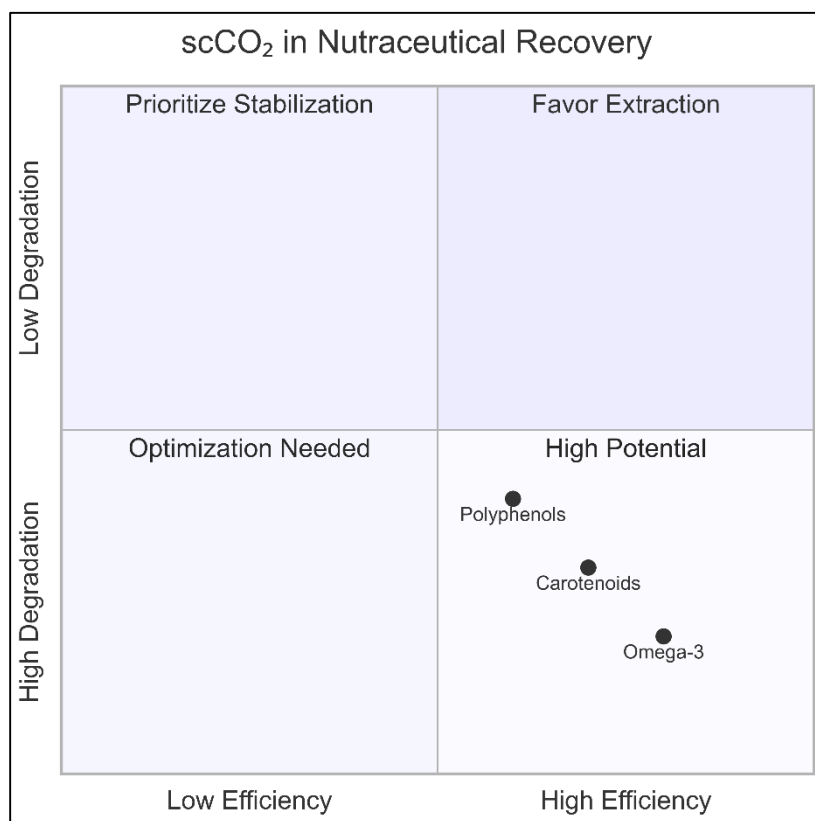 scCO₂ in Nutraceutical Recovery
Prioritize Stabilization
Favor Extraction
Low Degradation
Optimization Needed
High Potential
High Degradation
Polyphenols
Carotenoids
Omega-3
Low Efficiency
High Efficiency